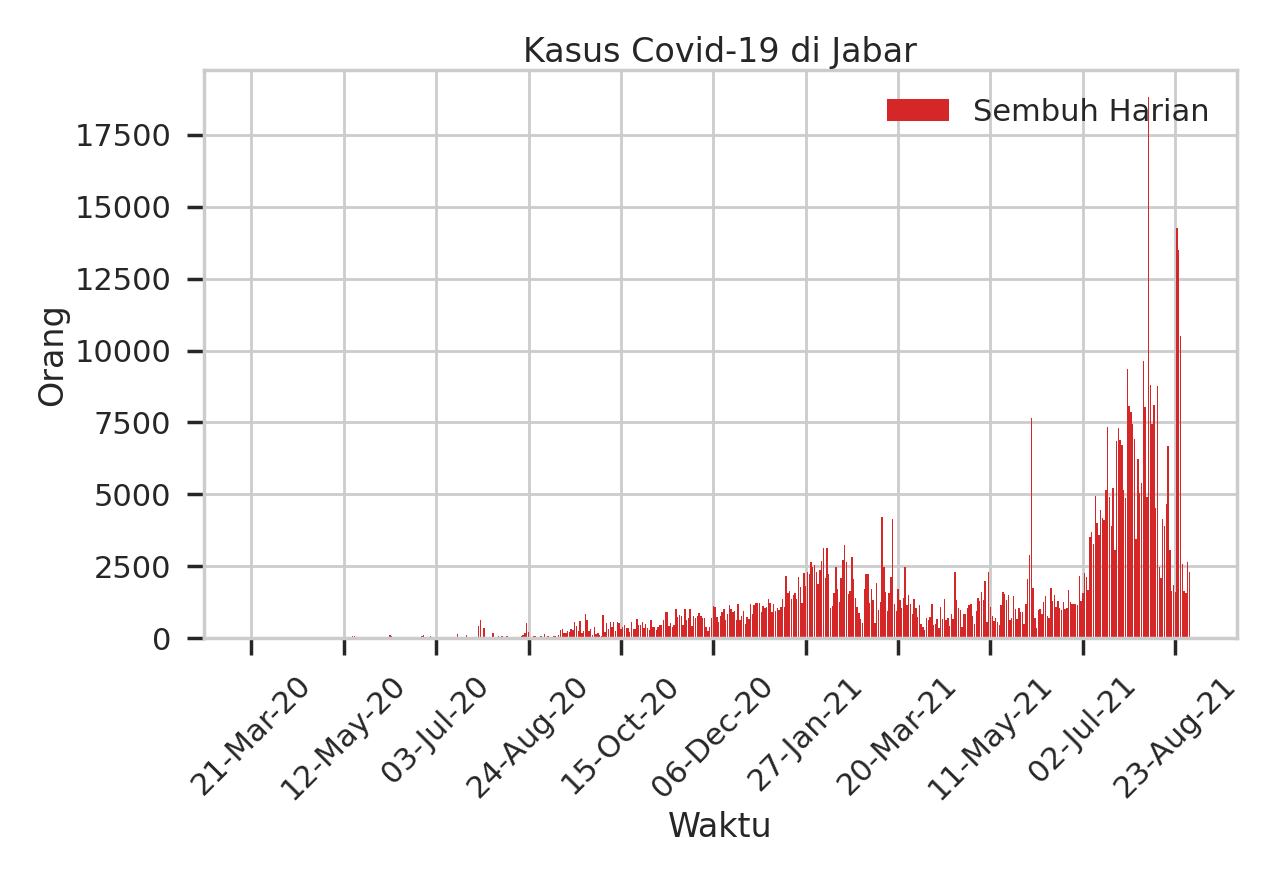 Kasus Covid-19 di Jabar
Sembuh Harian
Orang
17500
15000
12500
10000
7500
5000
2500
0
21-Mar-20
12-May-20
03-Jul-20
24-Aug-20
15-Oct-20
06-Dec-20
27-Jan-21
20-Mar-21
11-May-21
02-Jul-21
23-Aug-21
Waktu